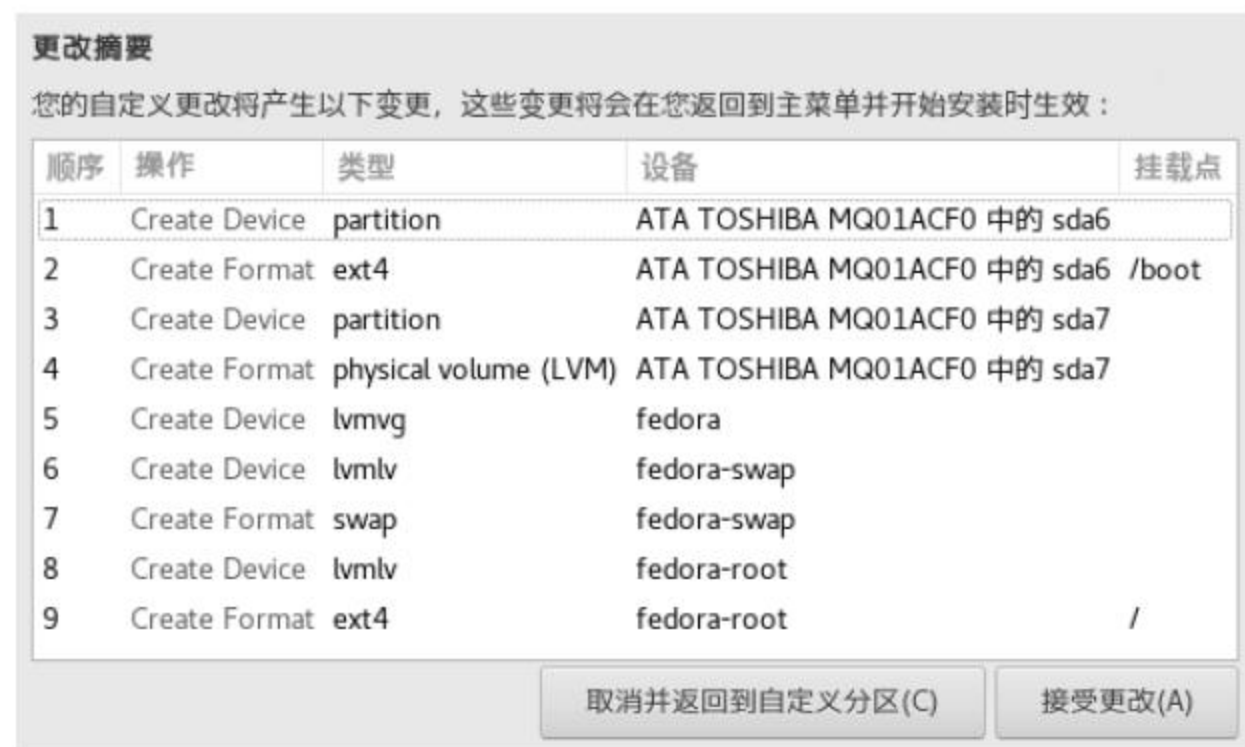 更改摘要
您的自定义更改将产生以下变更，这些变更将会在您返回到主菜单并开始安装时生效：
顺序 操作 类型 设备 挂载点
1 Create Device partition ATA TOSHIBA MQ01ACF0 中的 sda6
2 Create Format ext4 ATA TOSHIBA MQ01ACF0 中的 sda6 /boot
3 Create Device partition ATA TOSHIBA MQ01ACF0 中的 sda7
4 Create Format physical volume (LVM) ATA TOSHIBA MQ01ACF0 中的 sda7
5 Create Device lvmvg fedora
6 Create Device lvmlv fedora-swap
7 Create Format swap fedora-swap
8 Create Device lvmlv fedora-root
9 Create Format ext4 fedora-root /
取消并返回到自定义分区(C) 接受更改(A)